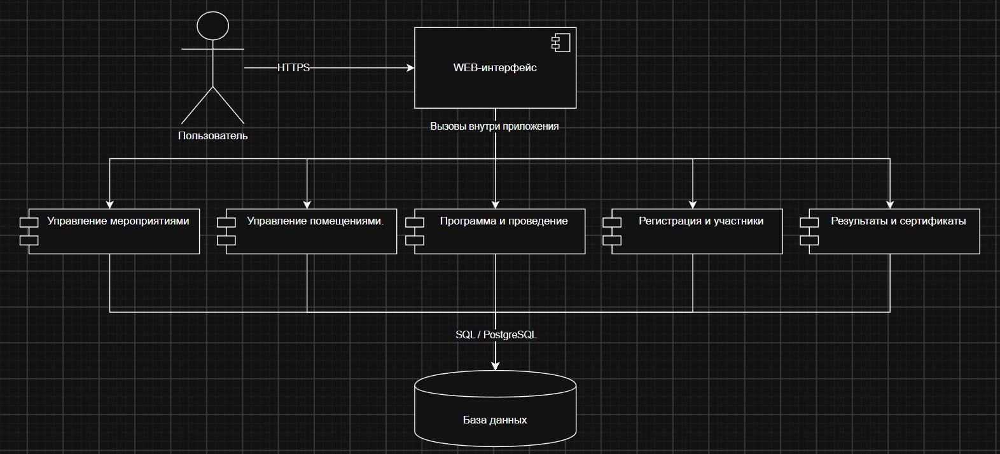 HTTPS
WEB-интерфейс
Вызовы внутри приложения
Пользователь
Управление мероприятиями
Управление помещениями.
Программа и проведение
Регистрация и участники
Результаты и сертификаты
SQL / PostgreSQL
База данных